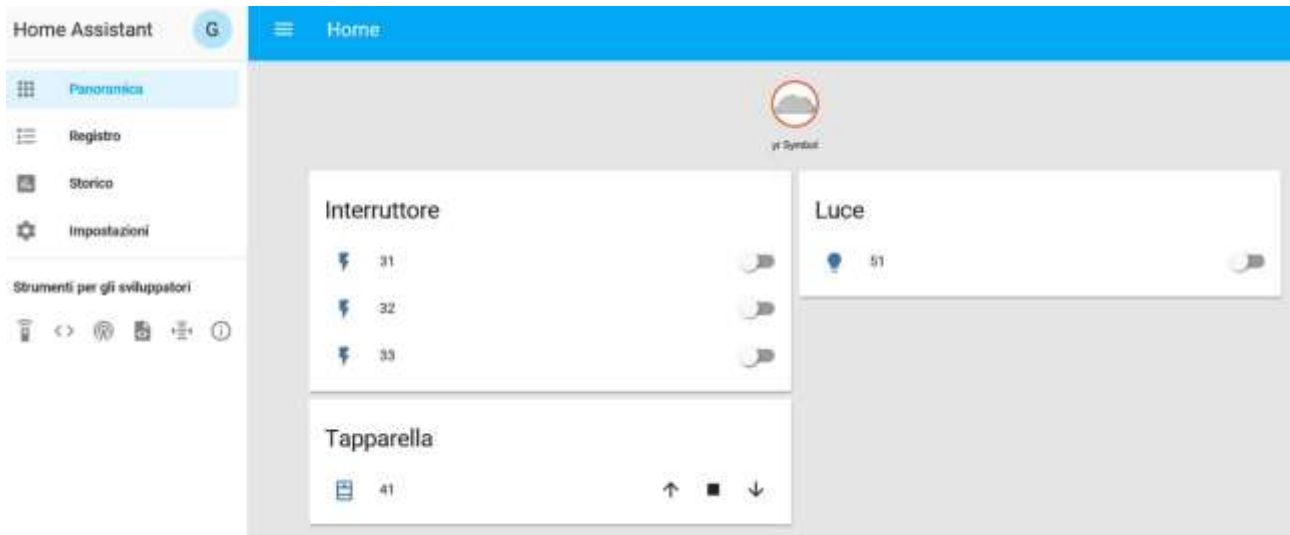 Home Assistant
G
Home
Panoramica
Registro
Storico
Impostazioni
Strumenti per gli sviluppatori
yr Symbol
Interruttore
31
32
33
Luce
51
Tapparella
41